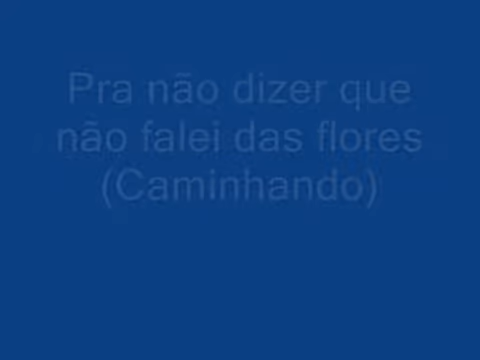 Pra não dizer que
não falei das flores
(Caminhando)